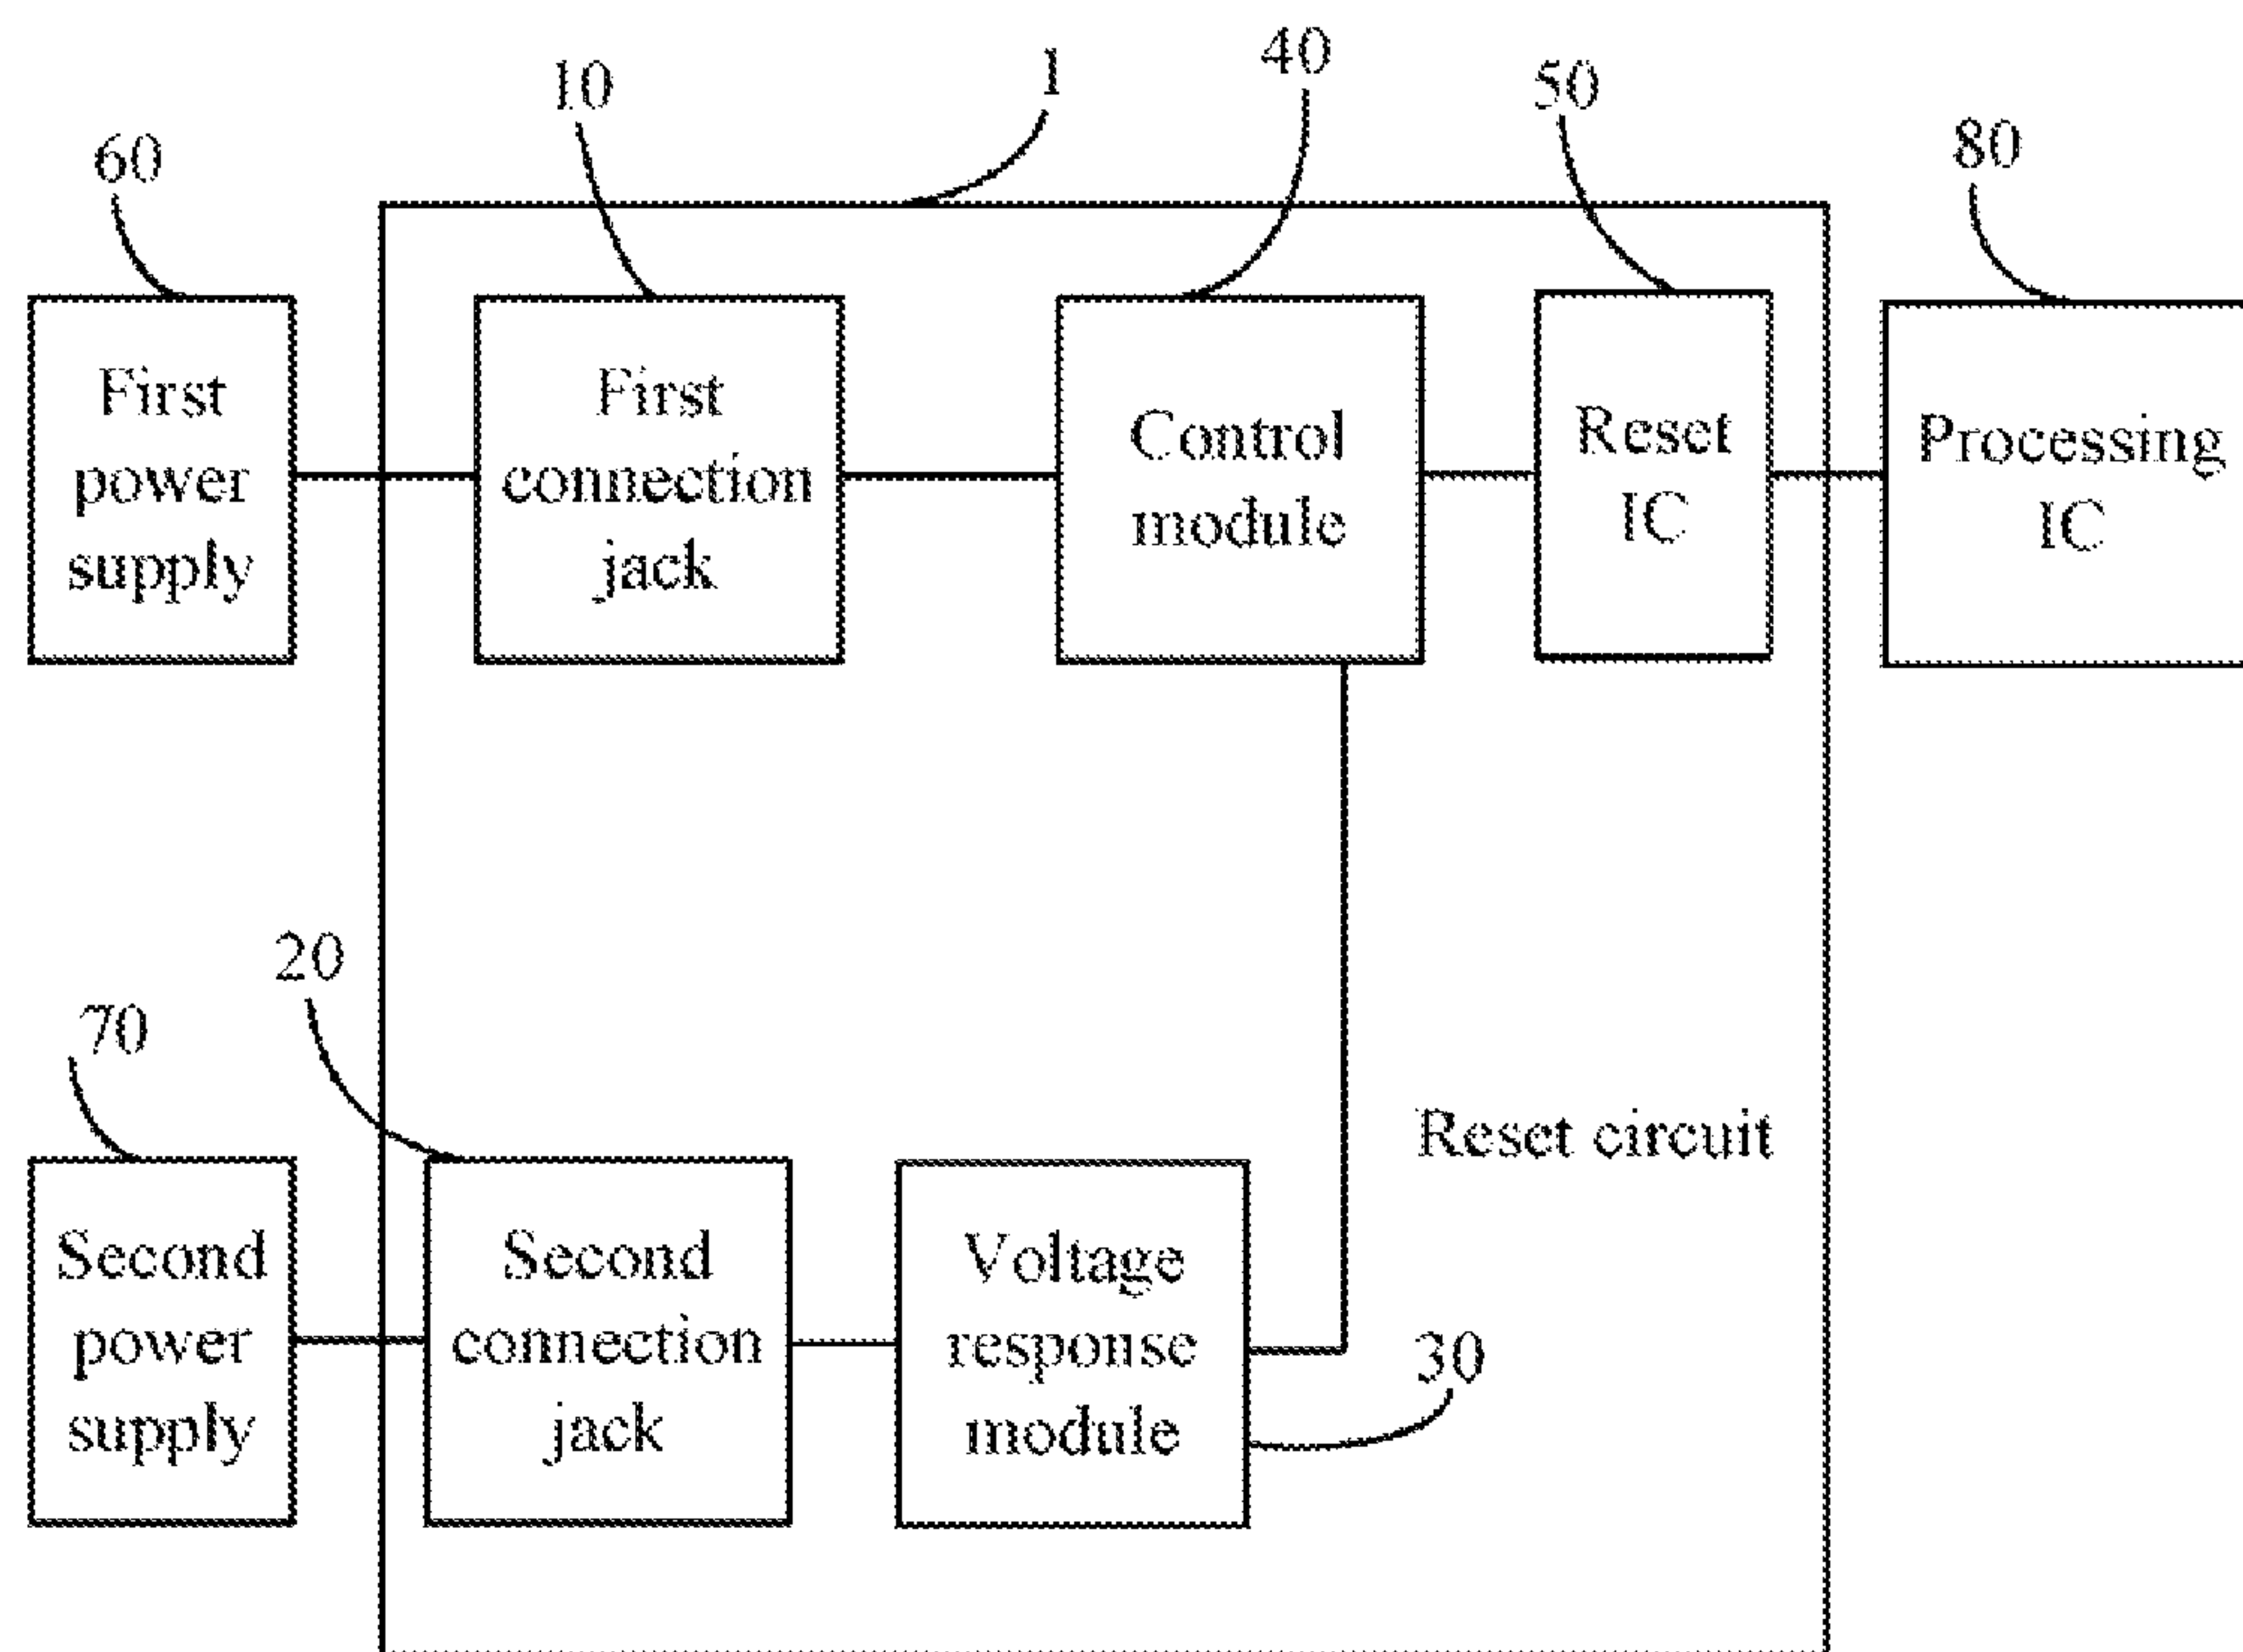 1
40
10
50
80
60
First
power
supply
First
connection
jack
Control
module
Reset
IC
Processing
IC
20
70
Reset circuit
Second
power
supply
Second
connection
jack
Voltage
response
module
30